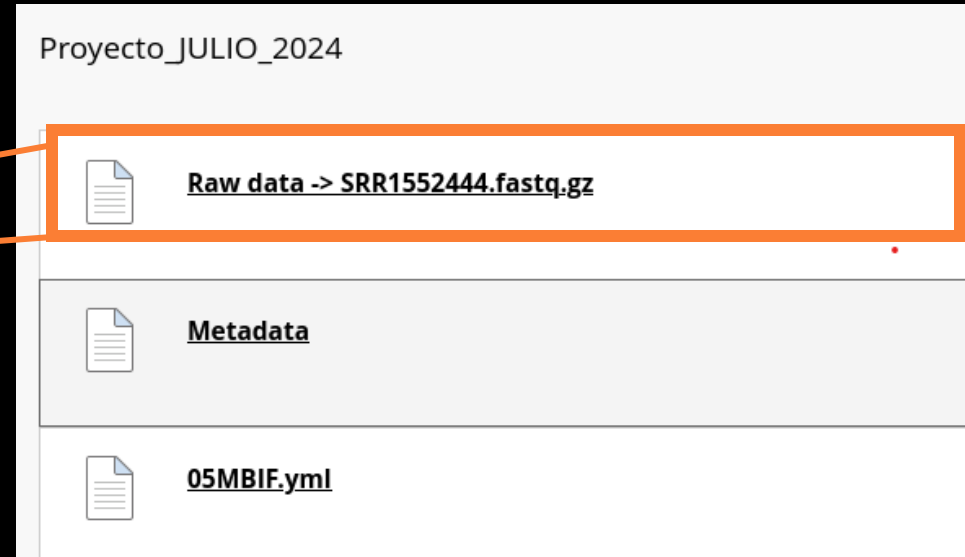 Proyecto_JULIO_2024
Raw data -> SRR1552444.fastq.gz
Metadata
05MBIF.yml